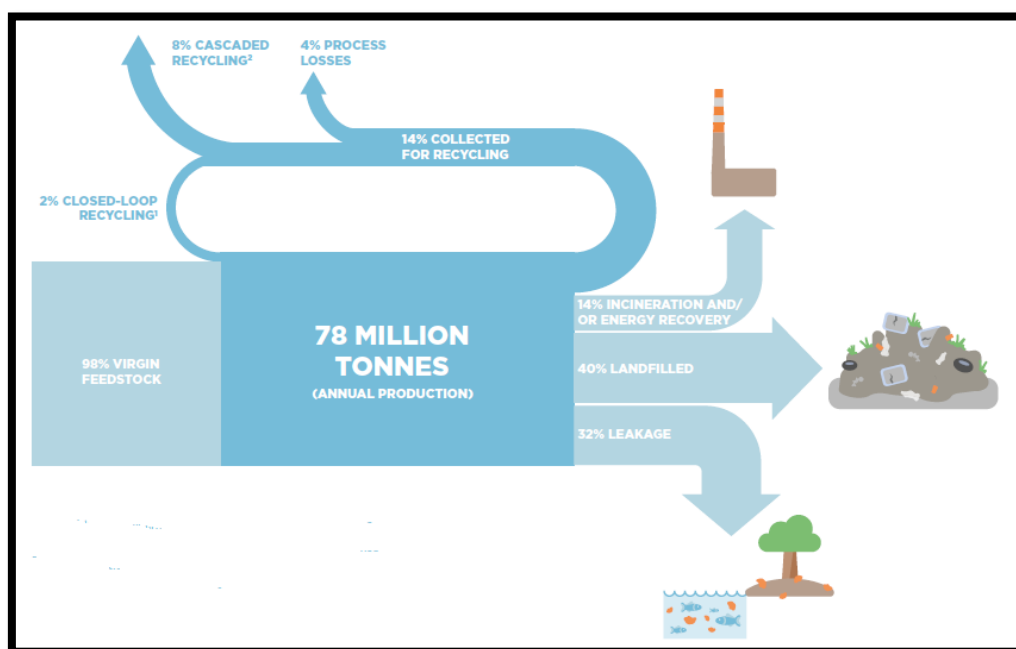 8% CASCADED
RECYCLING²
4% PROCESS
LOSSES
14% COLLECTED
FOR RECYCLING
2% CLOSED-LOOP
RECYCLING¹
98% VIRGIN
FEEDSTOCK
78 MILLION
TONNES
(ANNUAL PRODUCTION)
14% INCINERATION AND/
OR ENERGY RECOVERY
40% LANDFILLED
32% LEAKAGE